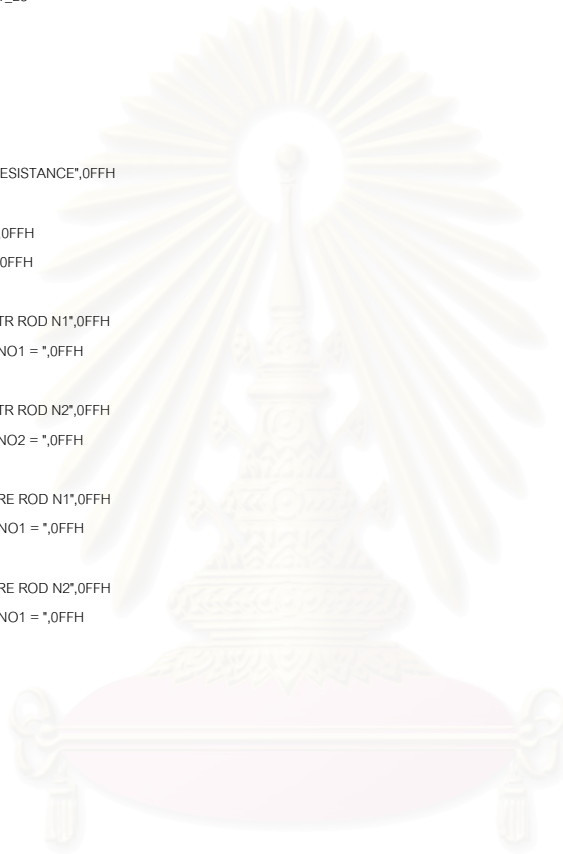 ESISTANCE",0FFH
,0FFH
0FFH
TR ROD N1",0FFH
NO1 = ",0FFH
TR ROD N2",0FFH
NO2 = ",0FFH
RE ROD N1",0FFH
NO1 = ",0FFH
RE ROD N2",0FFH
NO1 = ",0FFH